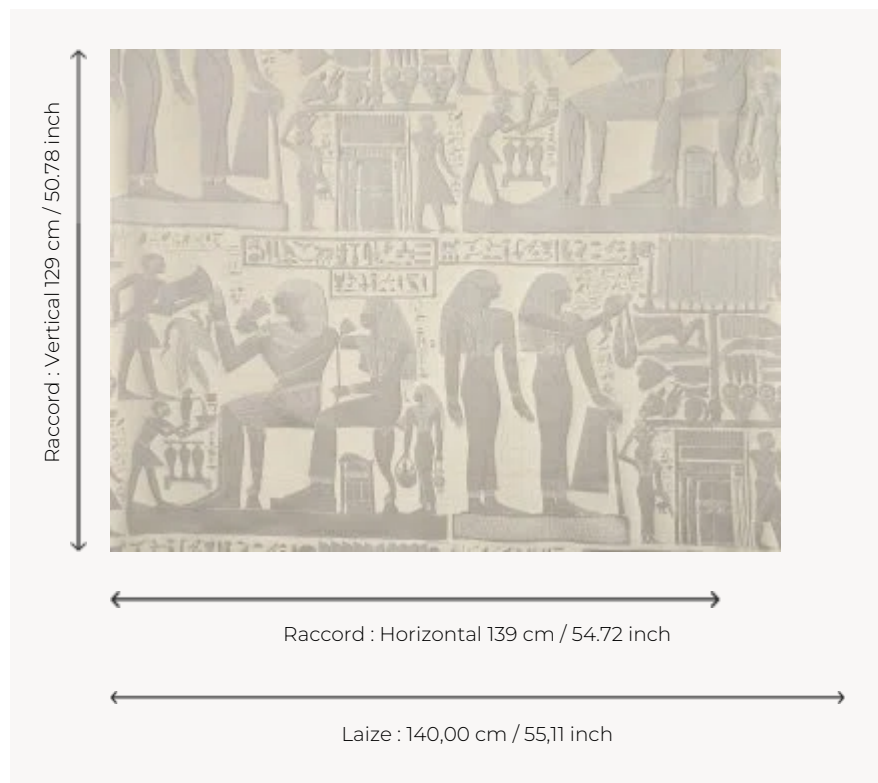 Raccord : Vertical 129 cm / 50.78 inch
Raccord : Horizontal 139 cm / 54.72 inch
Laize : 140,00 cm / 55,11 inch